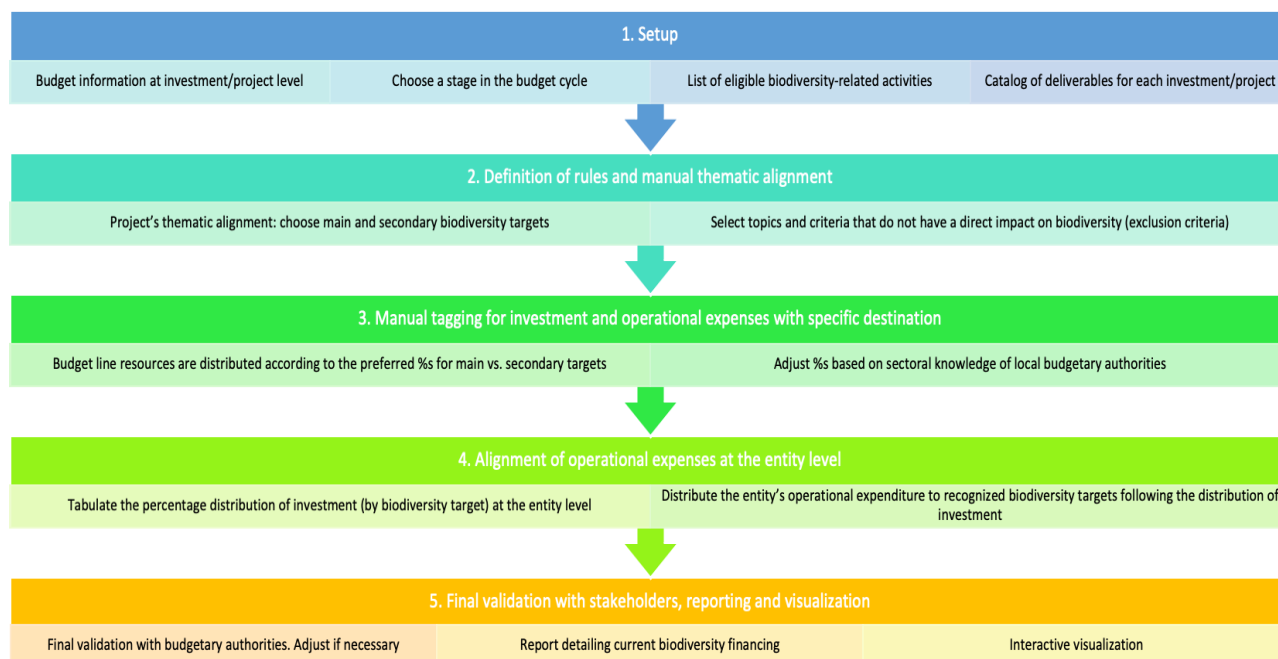 1. Setup
Budget information at investment/project level
Choose a stage in the budget cycle
List of eligible biodiversity-related activities
Catalog of deliverables for each investment/project
2. Definition of rules and manual thematic alignment
Project's thematic alignment: choose main and secondary biodiversity targets
Select topics and criteria that do not have a direct impact on biodiversity (exclusion criteria)
3. Manual tagging for investment and operational expenses with specific destination
Budget line resources are distributed according to the preferred %s for main vs. secondary targets
Adjust %s based on sectoral knowledge of local budgetary authorities
4. Alignment of operational expenses at the entity level
Tabulate the percentage distribution of investment (by biodiversity target) at the entity level
Distribute the entity's operational expenditure to recognized biodiversity targets following the distribution of
investment
5. Final validation with stakeholders, reporting and visualization
Final validation with budgetary authorities. Adjust if necessary
Report detailing current biodiversity financing
Interactive visualization